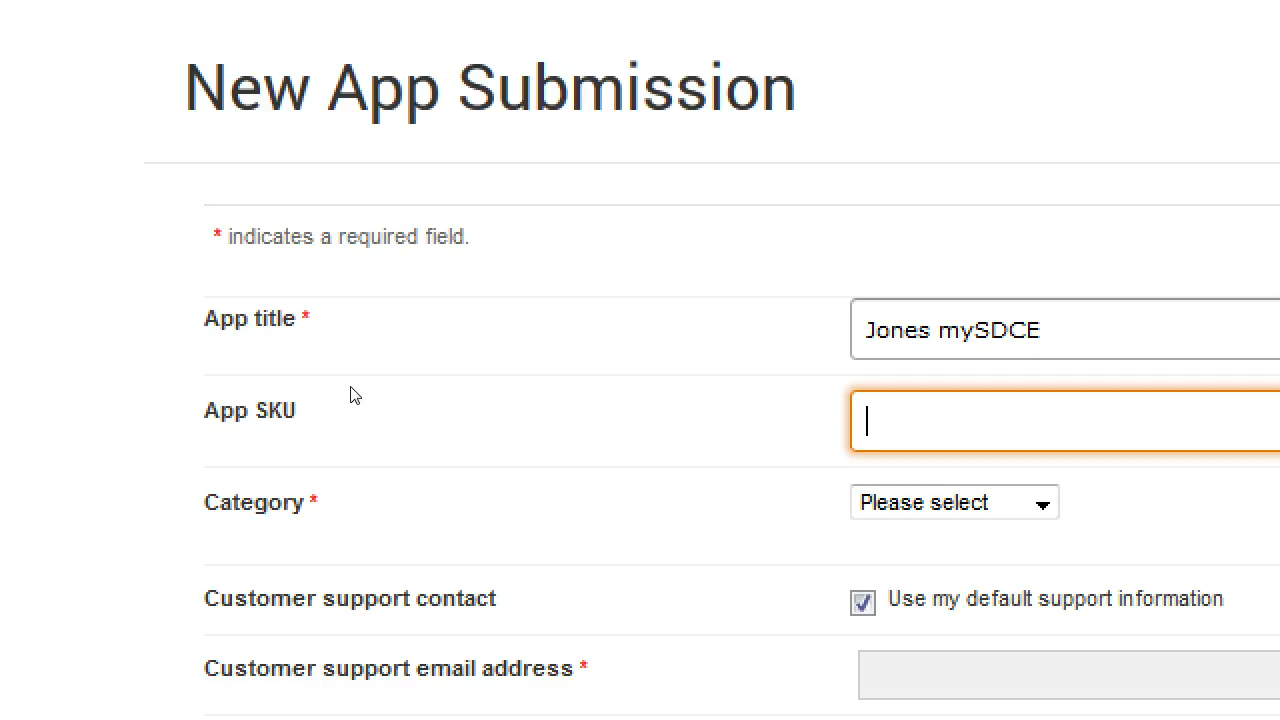 New App Submission
* indicates a required field.
App title *
Jones mySDCE
App SKU
Category *
Please select
Customer support contact
Use my default support information
Customer support email address *